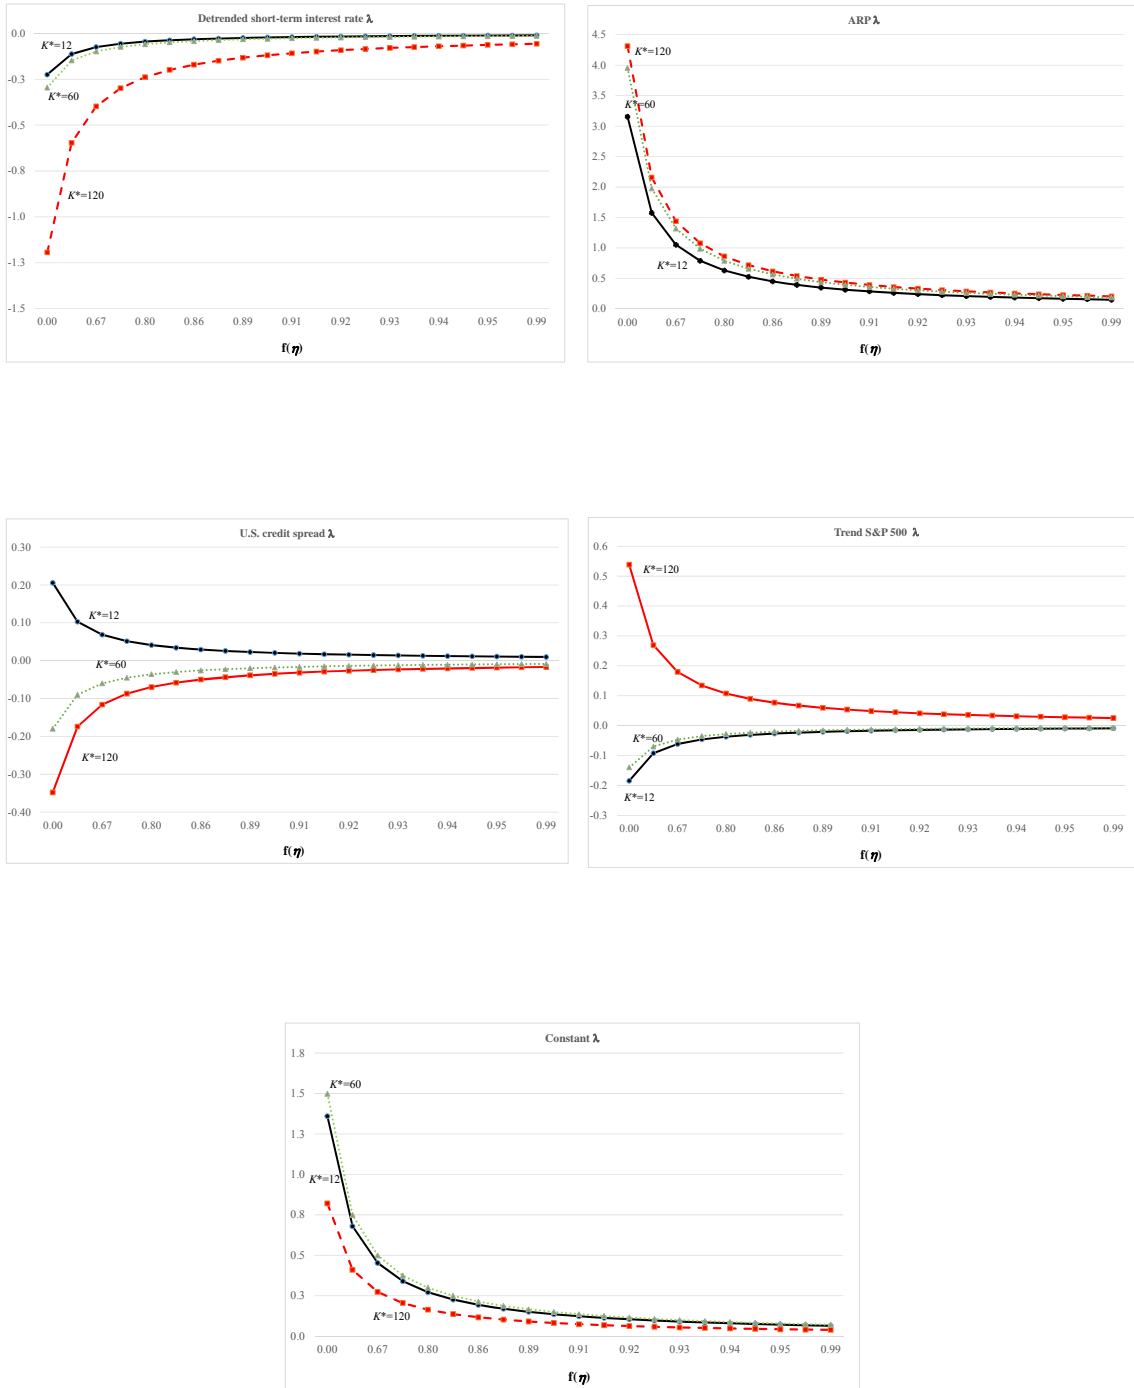 Detrended short-term interest rate λ
0.0
-0.3
-0.5
-0.8
-1.0
-1.3
-1.5
K*=12
K*=60
K*=120
0.00 0.67 0.80 0.86 0.89 0.91 0.92 0.93 0.94 0.95 0.99
f(η)
ARP λ
4.5
4.0
3.5
3.0
2.5
2.0
1.5
1.0
0.5
0.0
K*=120
K*=60
K*=12
0.00 0.67 0.80 0.86 0.89 0.91 0.92 0.93 0.94 0.95 0.99
f(η)
U.S. credit spread λ
0.30
0.20
0.10
0.00
-0.10
-0.20
-0.30
-0.40
K*=12
K*=60
K*=120
0.00 0.67 0.80 0.86 0.89 0.91 0.92 0.93 0.94 0.95 0.99
f(η)
Trend S&P 500 λ
0.6
0.5
0.4
0.3
0.2
0.1
0.0
-0.1
-0.2
-0.3
K*=120
K*=60
K*=12
0.00 0.67 0.80 0.86 0.89 0.91 0.92 0.93 0.94 0.95 0.99
f(η)
Constant λ
1.8
1.5
1.3
1.0
0.8
0.5
0.3
0.0
K*=60
K*=12
K*=120
0.00 0.67 0.80 0.86 0.89 0.91 0.92 0.93 0.94 0.95 0.99
f(η)